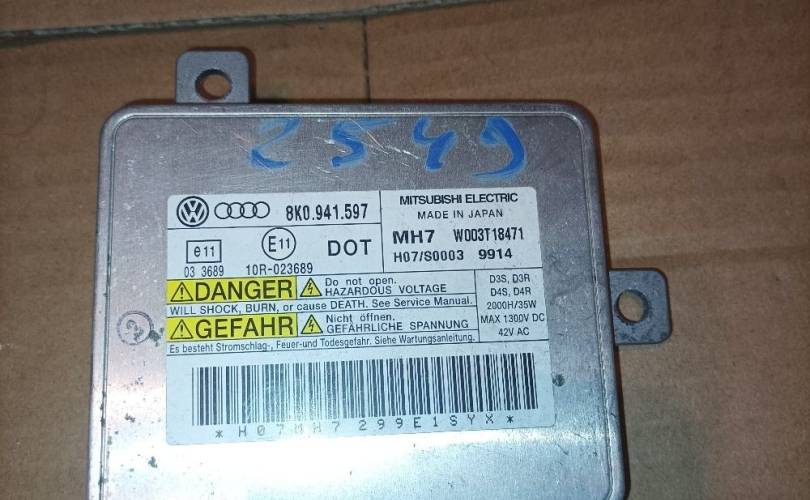 2549
8K0.941.597
MITSUBISHI ELECTRIC
MADE IN JAPAN
MH7 W003T18471
H07/S0003 9914
e11
03 3689
E11
10R-023689
DOT
DANGER
Do not open.
HAZARDOUS VOLTAGE
WILL SHOCK, BURN, or cause DEATH. See Service Manual.
GEFAHR
Nicht öffnen.
GEFÄHRLICHE SPANNUNG
Es besteht Stromschlag-, Feuer-und Todesgefahr. Siehe Wartungsanleitung.
D3S, D3R
D4S, D4R
2000H/35W
MAX 1300V DC
42V AC
*H07MH7299E1SYX*